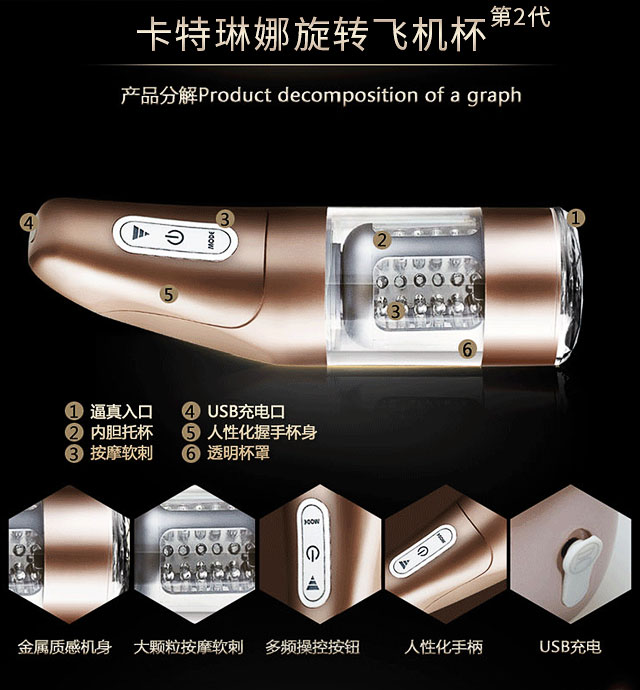 卡特琳娜旋转飞机杯 第2代
产品分解Product decomposition of a graph
4
3
MOOD
1
2
3
5
6
1 逼真入口
4 USB充电口
2 内胆托杯
5 人性化握手杯身
3 按摩软刺
6 透明杯罩
MOOD
金属质感机身
大颗粒按摩软刺
多频操控按钮
人性化手柄
USB充电